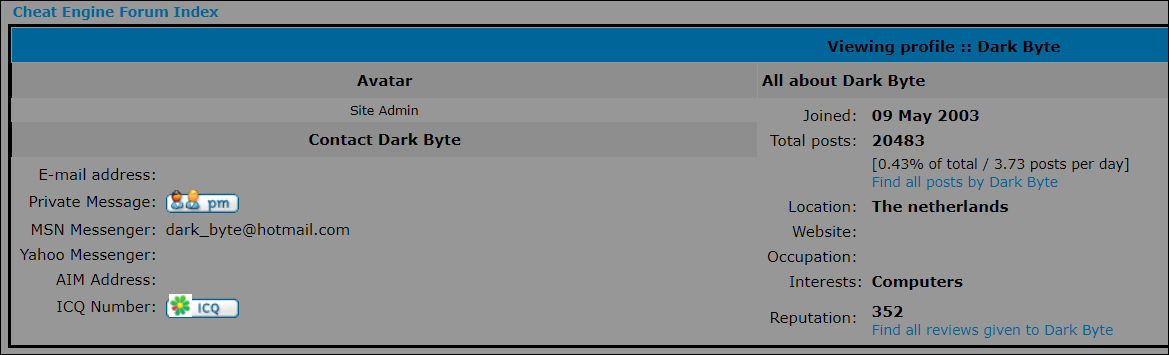 Cheat Engine Forum Index
Viewing profile :: Dark Byte
Avatar
Site Admin
Contact Dark Byte
E-mail address:
Private Message: pm
MSN Messenger: dark_byte@hotmail.com
Yahoo Messenger:
AIM Address:
ICQ Number: ICQ
All about Dark Byte
Joined: 09 May 2003
Total posts: 20483
[0.43% of total / 3.73 posts per day]
Find all posts by Dark Byte
Location: The netherlands
Website:
Occupation:
Interests: Computers
Reputation: 352
Find all reviews given to Dark Byte